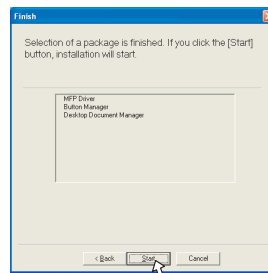 Finish
Selection of a package is finished. If you click the [Start]
button, installation will start.
MFP Driver
Button Manager
Desktop Document Manager
< Back
Start
Cancel